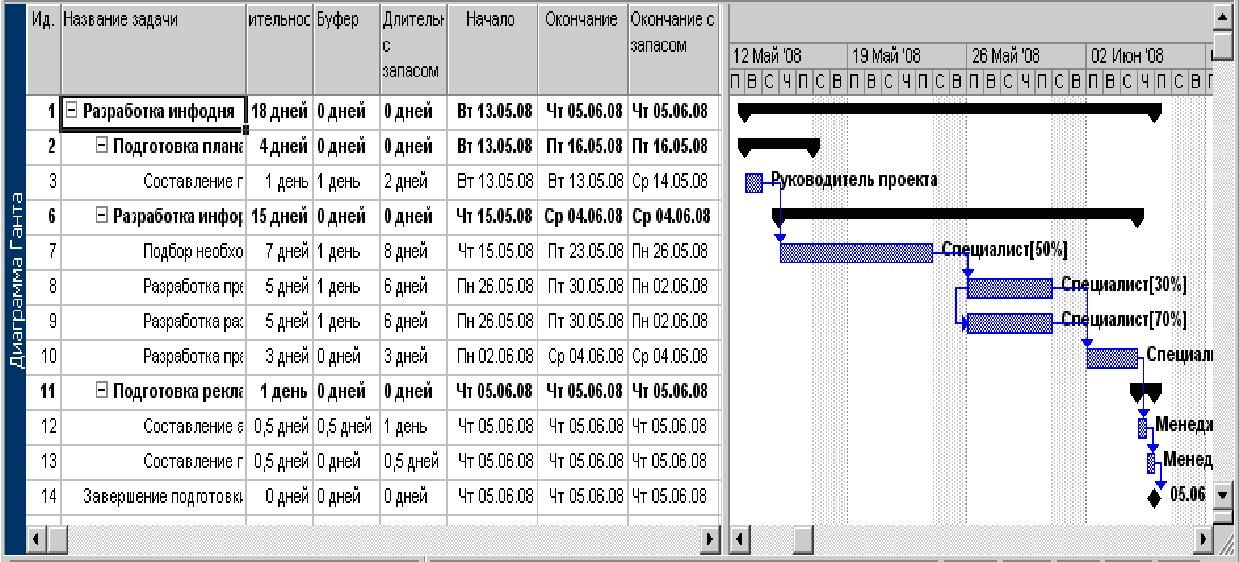 Диаграмма Ганта
Ид. Название задачи ительнос Буфер Длительн с запасом Начало Окончание Окончание с запасом
12 Май '08 19 Май '08 26 Май '08 02 Июн '08
П В С Ч П С В П В С Ч П С В П В С Ч П С В П В С Ч П С В П
1 Разработка инфодня 18 дней 0 дней 0 дней Вт 13.05.08 Чт 05.06.08 Чт 05.06.08
2 Подготовка плана 4 дней 0 дней 0 дней Вт 13.05.08 Пт 16.05.08 Пт 16.05.08
3 Составление г 1 день 1 день 2 дней Вт 13.05.08 Вт 13.05.08 Ср 14.05.08 Руководитель проекта
6 Разработка инфор 15 дней 0 дней 0 дней Чт 15.05.08 Ср 04.06.08 Ср 04.06.08
7 Подбор необхо 7 дней 1 день 8 дней Чт 15.05.08 Пт 23.05.08 Пн 26.05.08 Специалист[50%]
8 Разработка пре 5 дней 1 день 6 дней Пн 26.05.08 Пт 30.05.08 Пн 02.06.08 Специалист[30%]
9 Разработка раз 5 дней 1 день 6 дней Пн 26.05.08 Пт 30.05.08 Пн 02.06.08 Специалист[70%]
10 Разработка пре 3 дней 0 дней 3 дней Пн 02.06.08 Ср 04.06.08 Ср 04.06.08 Специали
11 Подготовка рекла 1 день 0 дней 0 дней Чт 05.06.08 Чт 05.06.08 Чт 05.06.08
12 Составление а 0,5 дней 0,5 дней 1 день Чт 05.06.08 Чт 05.06.08 Чт 05.06.08 Менедж
13 Составление г 0,5 дней 0 дней 0,5 дней Чт 05.06.08 Чт 05.06.08 Чт 05.06.08 Менед
14 Завершение подготовки 0 дней 0 дней 0 дней Чт 05.06.08 Чт 05.06.08 Чт 05.06.08 05.06